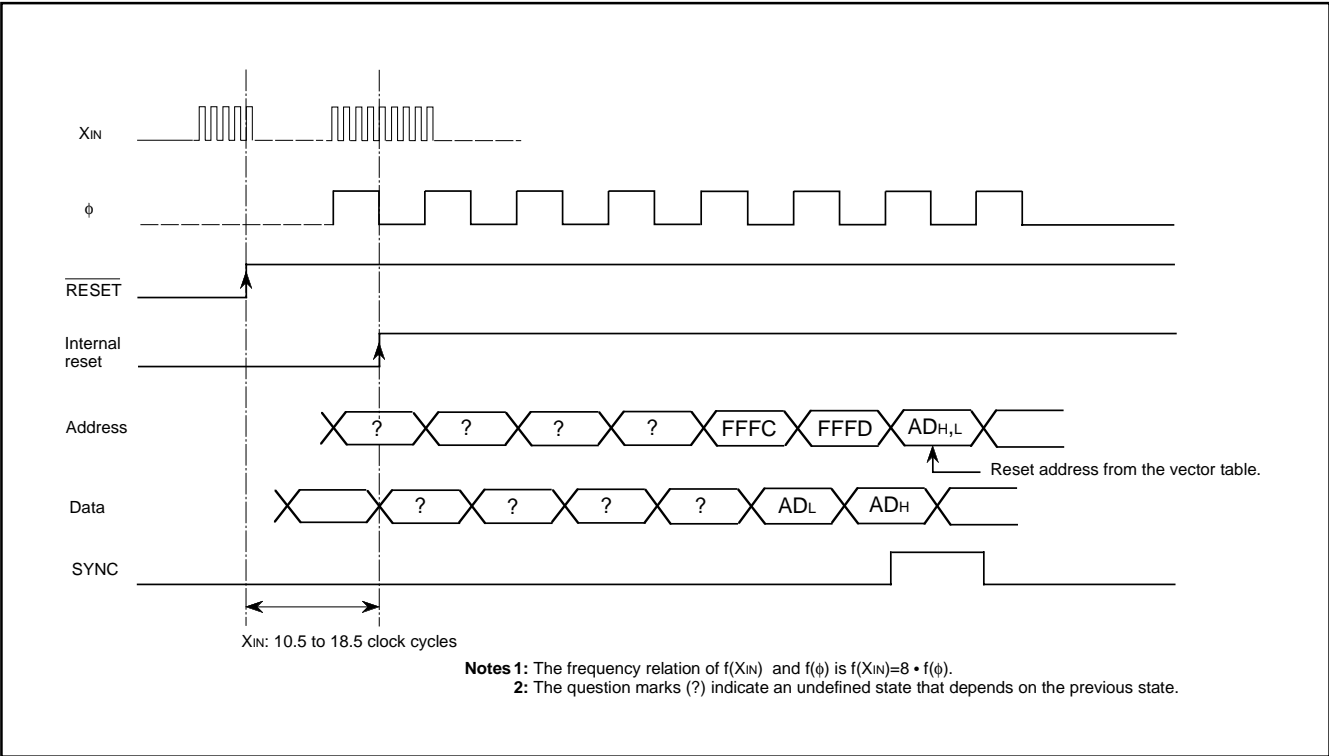 XIN
ϕ
RESET
Internal
reset
Address
? ? ? ? FFFC FFFD ADH,L
Reset address from the vector table.
Data
? ? ? ? ADL ADH
SYNC
XIN: 10.5 to 18.5 clock cycles
Notes 1: The frequency relation of f(XIN) and f(ϕ) is f(XIN)=8 • f(ϕ).
2: The question marks (?) indicate an undefined state that depends on the previous state.